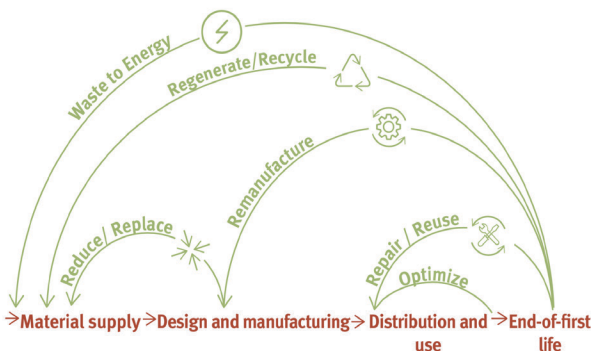 Waste to Energy
Regenerate/Recycle
Remanufacture
Reduce/ Replace
Repair / Reuse
Optimize
Material supply
Design and manufacturing
Distribution and
use
End-of-first
life